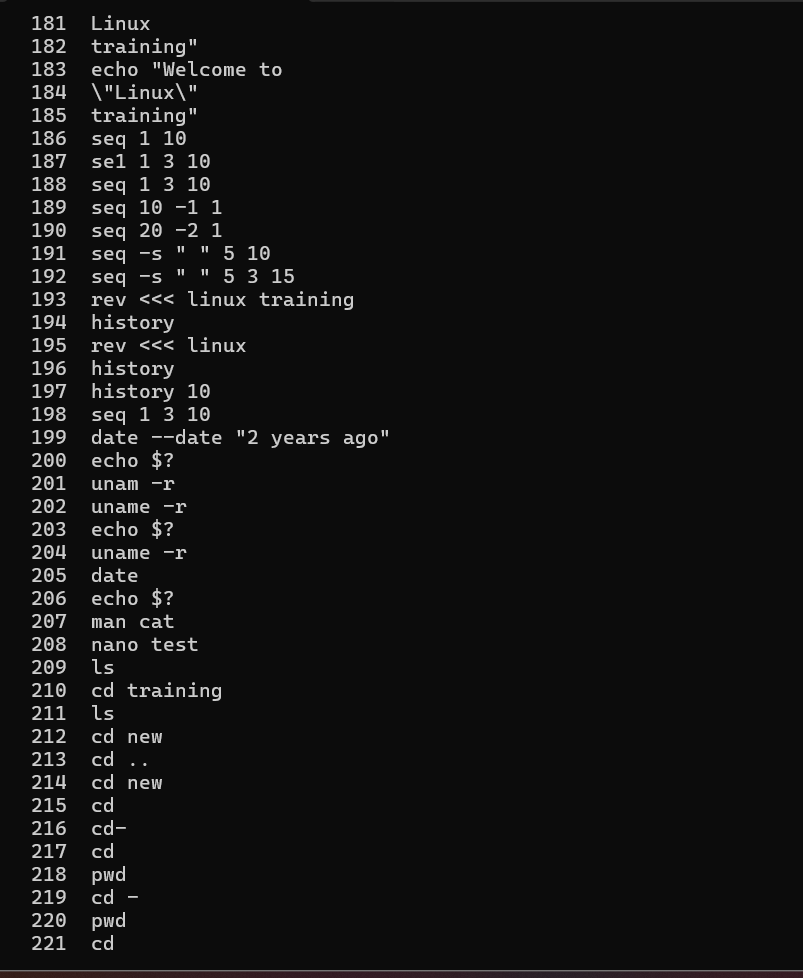 181  Linux
182  training"
183  echo "Welcome to
184  \"Linux\"
185  training"
186  seq 1 10
187  se1 1 3 10
188  seq 1 3 10
189  seq 10 -1 1
190  seq 20 -2 1
191  seq -s " " 5 10
192  seq -s " " 5 3 15
193  rev <<< linux training
194  history
195  rev <<< linux
196  history
197  history 10
198  seq 1 3 10
199  date --date "2 years ago"
200  echo $?
201  unam -r
202  uname -r
203  echo $?
204  uname -r
205  date
206  echo $?
207  man cat
208  nano test
209  ls
210  cd training
211  ls
212  cd new
213  cd ..
214  cd new
215  cd
216  cd-
217  cd
218  pwd
219  cd -
220  pwd
221  cd